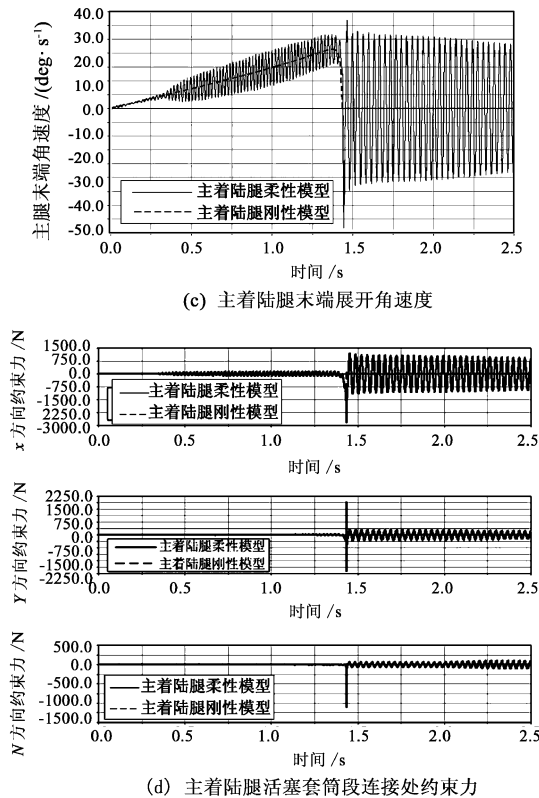 主腿末端角速度 /(deg·s⁻¹)
40.0
30.0
20.0
10.0
0.0
-10.0
-20.0
-30.0
-40.0
-50.0
主着陆腿柔性模型
主着陆腿刚性模型
0.0 0.5 1.0 1.5 2.0 2.5
时间 /s
(c) 主着陆腿末端展开角速度
x 方向约束力 /N
1500.0
750.0
0.0
-750.0
-1500.0
2250.0
-3000.0
主着陆腿柔性模型
主着陆腿刚性模型
0.0 0.5 1.0 1.5 2.0 2.5
时间 /s
Y 方向约束力 /N
2250.0
1500.0
750.0
0.0
-750.0
-1500.0
-2250.0
主着陆腿柔性模型
主着陆腿刚性模型
0.0 0.5 1.0 1.5 2.0 2.5
时间 /s
N 方向约束力 /N
500.0
0.0
-500.0
-1000.0
-1500.0
主着陆腿柔性模型
主着陆腿刚性模型
0.0 0.5 1.0 1.5 2.0 2.5
时间 /s
(d) 主着陆腿活塞套筒段连接处约束力